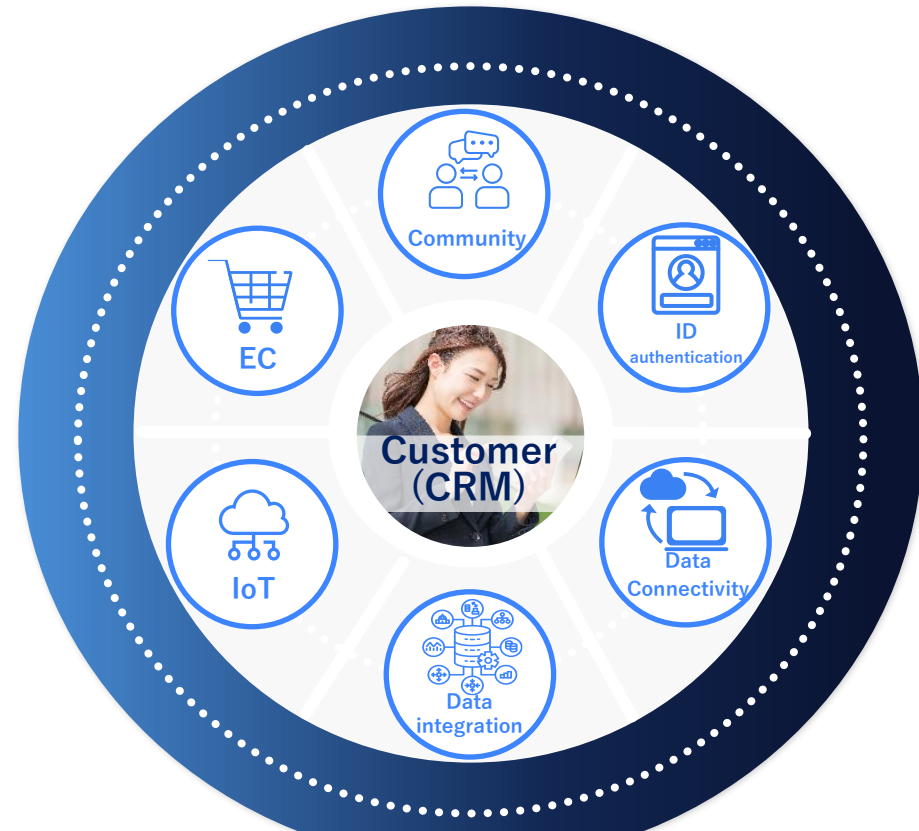 Community
ID
authentication
EC
Customer
(CRM)
Data
Connectivity
IoT
Data
integration